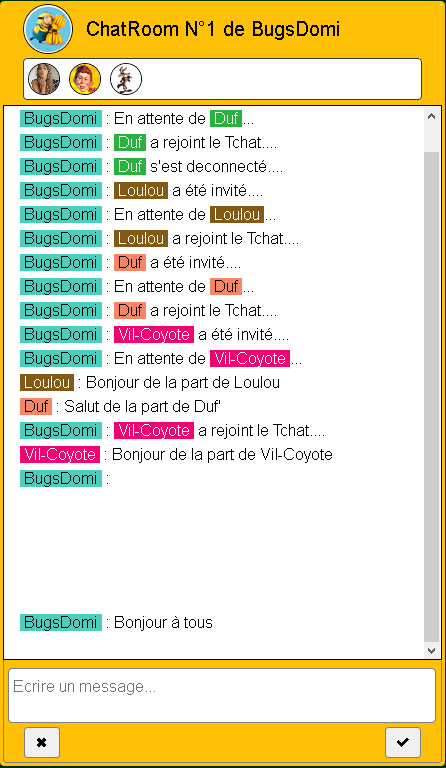 ChatRoom N°1 de BugsDomi
BugsDomi : En attente de Duf...
BugsDomi : Duf a rejoint le Tchat....
BugsDomi : Duf s'est deconnecté....
BugsDomi : Loulou a été invité....
BugsDomi : En attente de Loulou...
BugsDomi : Loulou a rejoint le Tchat....
BugsDomi : Duf a été invité....
BugsDomi : En attente de Duf...
BugsDomi : Duf a rejoint le Tchat....
BugsDomi : Vil-Coyote a été invité....
BugsDomi : En attente de Vil-Coyote...
Loulou : Bonjour de la part de Loulou
Duf : Salut de la part de Duf'
BugsDomi : Vil-Coyote a rejoint le Tchat....
Vil-Coyote : Bonjour de la part de Vil-Coyote
BugsDomi :
BugsDomi : Bonjour à tous
Ecrire un message...